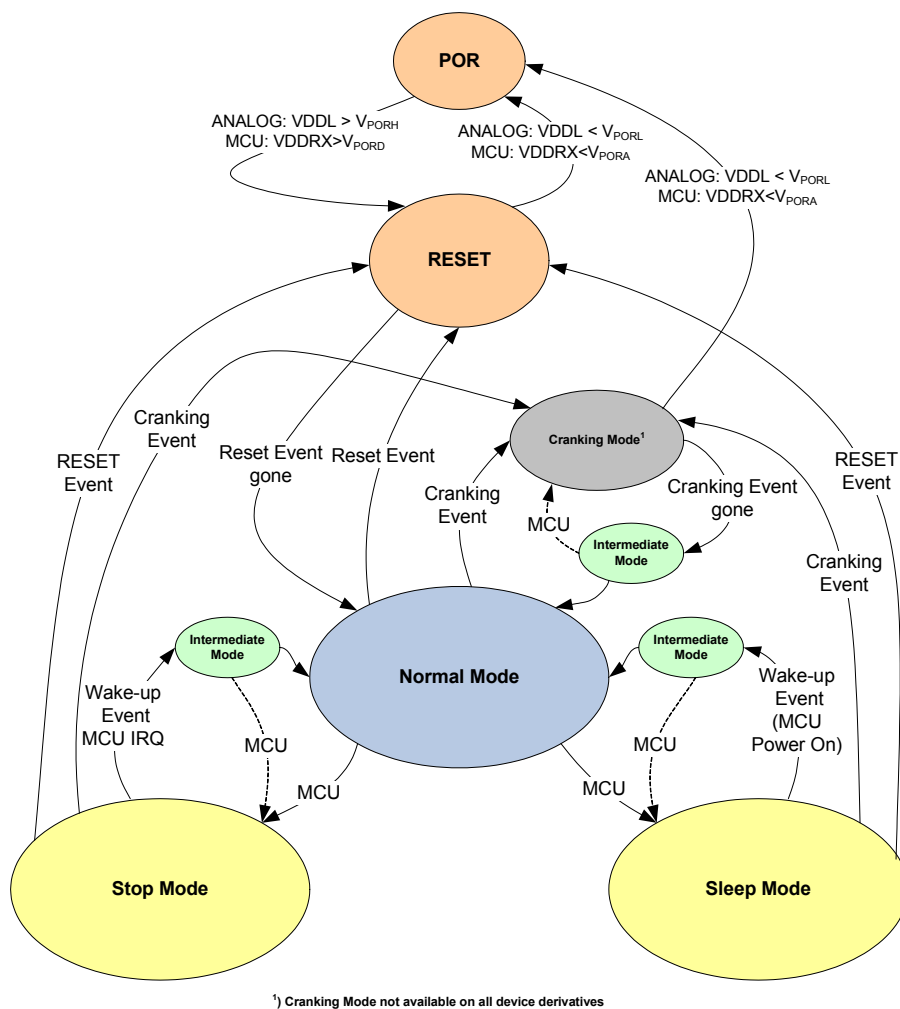 POR
ANALOG: VDDL > VPORH
MCU: VDDRX>VPORD
ANALOG: VDDL < VPORL
MCU: VDDRX<VPORA
ANALOG: VDDL < VPORL
MCU: VDDRX<VPORA
RESET
Cranking
Event
RESET
Event
Reset Event
gone
Reset Event
Cranking Mode¹
Cranking
Event
MCU
Cranking Event
gone
RESET
Event
Intermediate
Mode
Cranking
Event
Intermediate
Mode
Normal Mode
Intermediate
Mode
Wake-up
Event
MCU IRQ
MCU
MCU
MCU
MCU
Wake-up
Event
(MCU
Power On)
Stop Mode
Sleep Mode
¹) Cranking Mode not available on all device derivatives